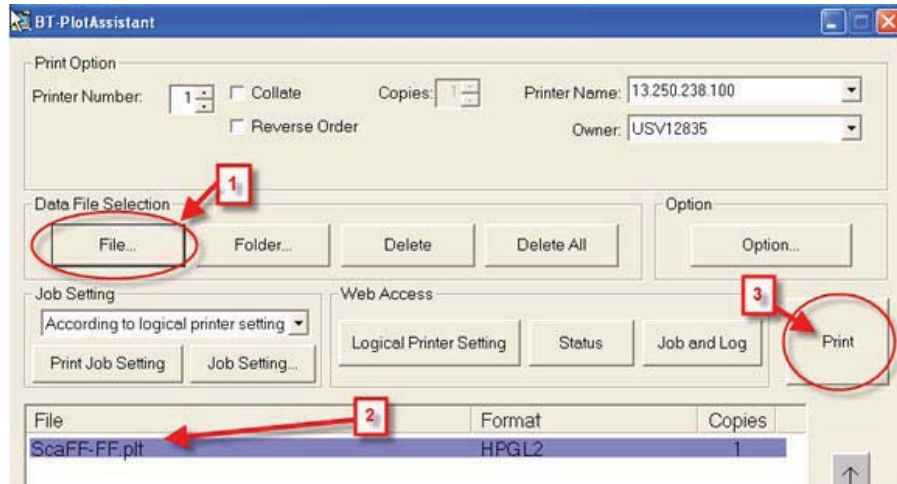 BT-PlotAssistant
Print Option
Printer Number: 1 Collate Copies: 1 Printer Name: 13.250.238.100
Reverse Order Owner: USV12835
1
Data File Selection Option
File... Folder... Delete Delete All Option...
Job Setting Web Access 3
According to logical printer setting
Logical Printer Setting Status Job and Log Print
Print Job Setting Job Setting...
File 2 Format Copies
ScaFF-FF.plt HPGL2 1